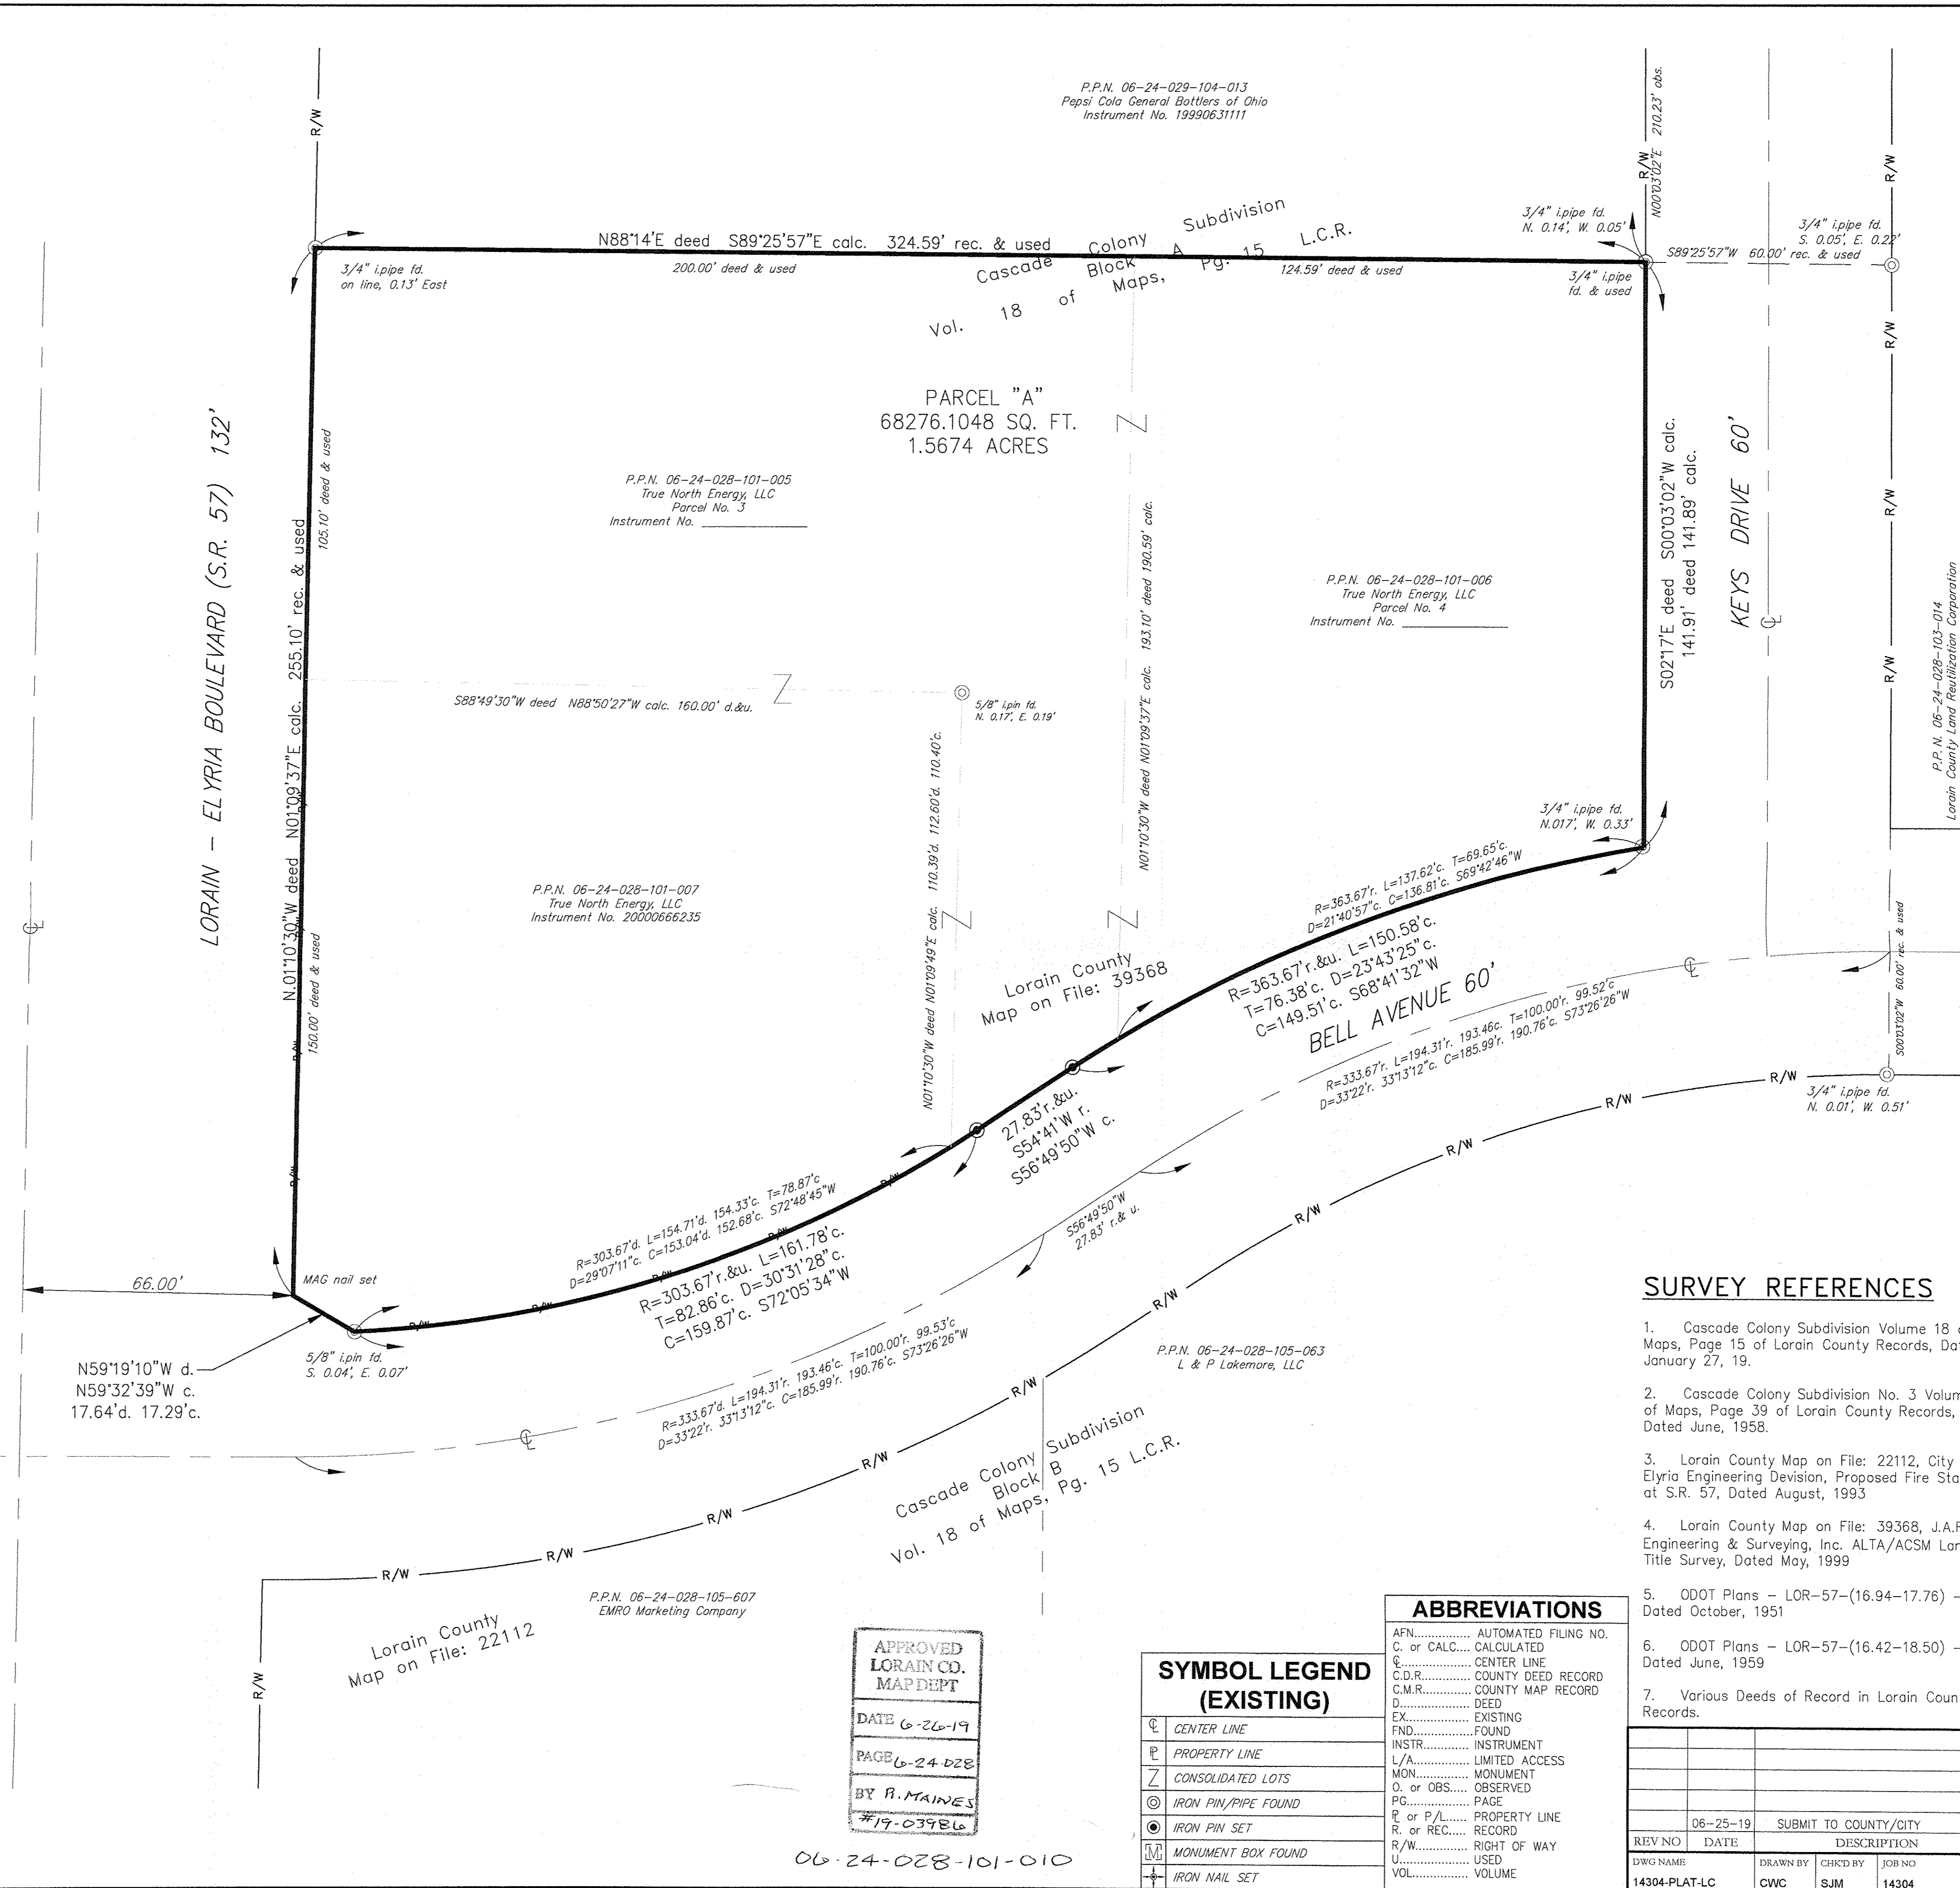 P.P.N. 06-24-029-104-013
Pepsi Cola General Bottlers of Ohio
Instrument No. 19990631111
R/W
R/W
N00°03'02"E 210.23' obs.
R/W
3/4" i.pipe fd.
N. 0.14', W. 0.05'
3/4" i.pipe fd.
S. 0.05', E. 0.22'
S89°25'57"W 60.00' rec. & used
N88°14'E deed S89°25'57"E calc. 324.59' rec. & used
200.00' deed & used
124.59' deed & used
Cascade Colony Subdivision
Block A
Vol. 18 of Maps, Pg. 15 L.C.R.
3/4" i.pipe fd.
on line, 0.13' East
3/4" i.pipe
fd. & used
R/W
R/W
R/W
PARCEL "A"
68276.1048 SQ. FT.
1.5674 ACRES
LORAIN - ELYRIA BOULEVARD (S.R. 57) 132'
N.01°10'30"W deed N01°09'37"E calc. 255.10' rec. & used
105.10' deed & used
150.00' deed & used
R/W
R/W
R/W
R/W
P.P.N. 06-24-028-101-005
True North Energy, LLC
Parcel No. 3
Instrument No.
Z
N01°10'30"W deed N01°09'37"E calc. 193.10' deed 190.59' calc.
P.P.N. 06-24-028-101-006
True North Energy, LLC
Parcel No. 4
Instrument No.
S02°17'E deed S00°03'02"W calc.
141.91' deed 141.89' calc.
KEYS DRIVE 60'
P.P.N. 06-24-028-103-014
Lorain County Land Reutilization Corporation
S88°49'30"W deed N88°50'27"W calc. 160.00' d.&u.
Z
5/8" i.pin fd.
N. 0.17', E. 0.19'
N01°10'30"W deed N01°09'49"E calc. 110.39'd. 112.60'd. 110.40'c.
Z
Z
3/4" i.pipe fd.
N.017', W. 0.33'
P.P.N. 06-24-028-101-007
True North Energy, LLC
Instrument No. 20000666235
R=363.67'r. L=137.62'c. T=69.65'c.
D=21°40'57"c. C=136.81'c. S69°42'46"W
Lorain County
Map on File: 39368
R=363.67'r.&u. L=150.58'c.
T=76.38'c. D=23°43'25"c.
C=149.51'c. S68°41'32"W
BELL AVENUE 60'
R=333.67'r. L=194.31'r. 193.46c. T=100.00'r. 99.52'c
D=33°22'r. 33°13'12"c. C=185.99'r. 190.76'c. S73°26'26"W
S00°03'02"W 60.00' rec. & used
3/4" i.pipe fd.
N. 0.01', W. 0.51'
27.83'r.&u.
S54°41'W r.
S56°49'50"W c.
S56°49'50"W
27.83' r.& u.
R=303.67'd. L=154.71'd. 154.33'c. T=78.87'c
D=29°07'11"c. C=153.04'd. 152.68'c. S72°48'45"W
R/W
R/W
R/W
R/W
R/W
R=303.67'r.&u. L=161.78'c.
T=82.86'c. D=30°31'28"c.
C=159.87'c. S72°05'34"W
66.00'
MAG nail set
5/8" i.pin fd.
S. 0.04', E. 0.07'
N59°19'10"W d.
N59°32'39"W c.
17.64'd. 17.29'c.
R=333.67'd. L=194.31'r. 193.46'c. T=100.00'r. 99.53'c
D=33°22'r. 33°13'12"c. C=185.99'r. 190.76'c. S73°26'26"W
R/W
R/W
R/W
R/W
R/W
R/W
R/W
R/W
R/W
R/W
R/W
P.P.N. 06-24-028-105-063
L & P Lakemore, LLC
Cascade Colony Subdivision
Block B
Vol. 18 of Maps, Pg. 15 L.C.R.
P.P.N. 06-24-028-105-607
EMRO Marketing Company
Lorain County
Map on File: 22112
APPROVED
LORAIN CO.
MAP DEPT
DATE 6-26-19
PAGE 6-24-028
BY R. MAINES
#19-03986
06-24-028-101-010
SURVEY REFERENCES
1. Cascade Colony Subdivision Volume 18
Maps, Page 15 of Lorain County Records,
January 27, 19.
2. Cascade Colony Subdivision No. 3
of Maps, Page 39 of Lorain County Records,
Dated June, 1958.
3. Lorain County Map on File: 22112, City
Elyria Engineering Devision, Proposed Fire
at S.R. 57, Dated August, 1993
4. Lorain County Map on File: 39368,
Engineering & Surveying, Inc. ALTA/ACSM
Title Survey, Dated May, 1999
5. ODOT Plans - LOR-57-(16.94-17.76) -
Dated October, 1951
6. ODOT Plans - LOR-57-(16.42-18.50) -
Dated June, 1959
7. Various Deeds of Record in Lorain
Records.
SYMBOL LEGEND
(EXISTING)
℄ CENTER LINE
PROPERTY LINE
Z CONSOLIDATED LOTS
IRON PIN/PIPE FOUND
IRON PIN SET
M MONUMENT BOX FOUND
IRON NAIL SET
ABBREVIATIONS
AFN............... AUTOMATED FILING NO.
C. or CALC.... CALCULATED
℄................... CENTER LINE
C.D.R............. COUNTY DEED RECORD
C.M.R............. COUNTY MAP RECORD
D.................... DEED
EX................. EXISTING
FND............... FOUND
INSTR............ INSTRUMENT
L/A............... LIMITED ACCESS
MON.............. MONUMENT
O. or OBS..... OBSERVED
PG................. PAGE
or P/L...... PROPERTY LINE
R. or REC..... RECORD
R/W.............. RIGHT OF WAY
U................... USED
VOL............... VOLUME
06-25-19 SUBMIT TO COUNTY/CITY
REV NO DATE DESCRIPTION
DWG NAME DRAWN BY CHK'D BY JOB NO
14304-PLAT-LC CWC SJM 14304